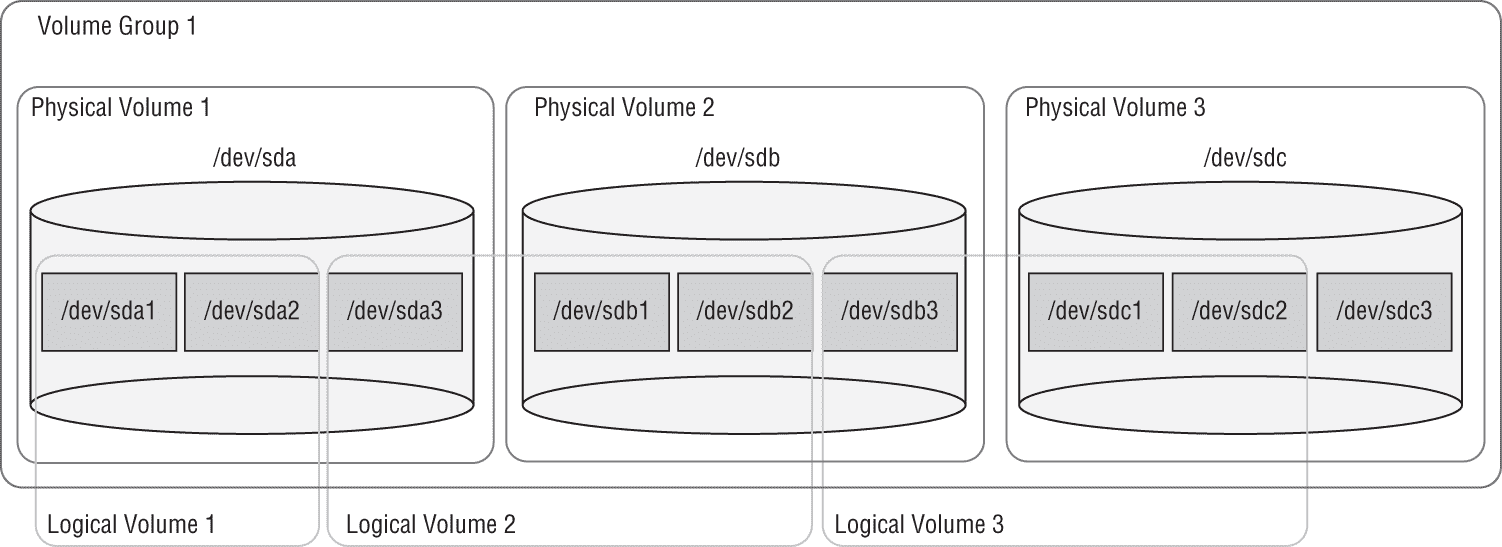 Volume Group 1
Physical Volume 1
Physical Volume 2
Physical Volume 3
/dev/sda
/dev/sdb
/dev/sdc
/dev/sda1
/dev/sda2
/dev/sda3
/dev/sdb1
/dev/sdb2
/dev/sdb3
/dev/sdc1
/dev/sdc2
/dev/sdc3
Logical Volume 1
Logical Volume 2
Logical Volume 3